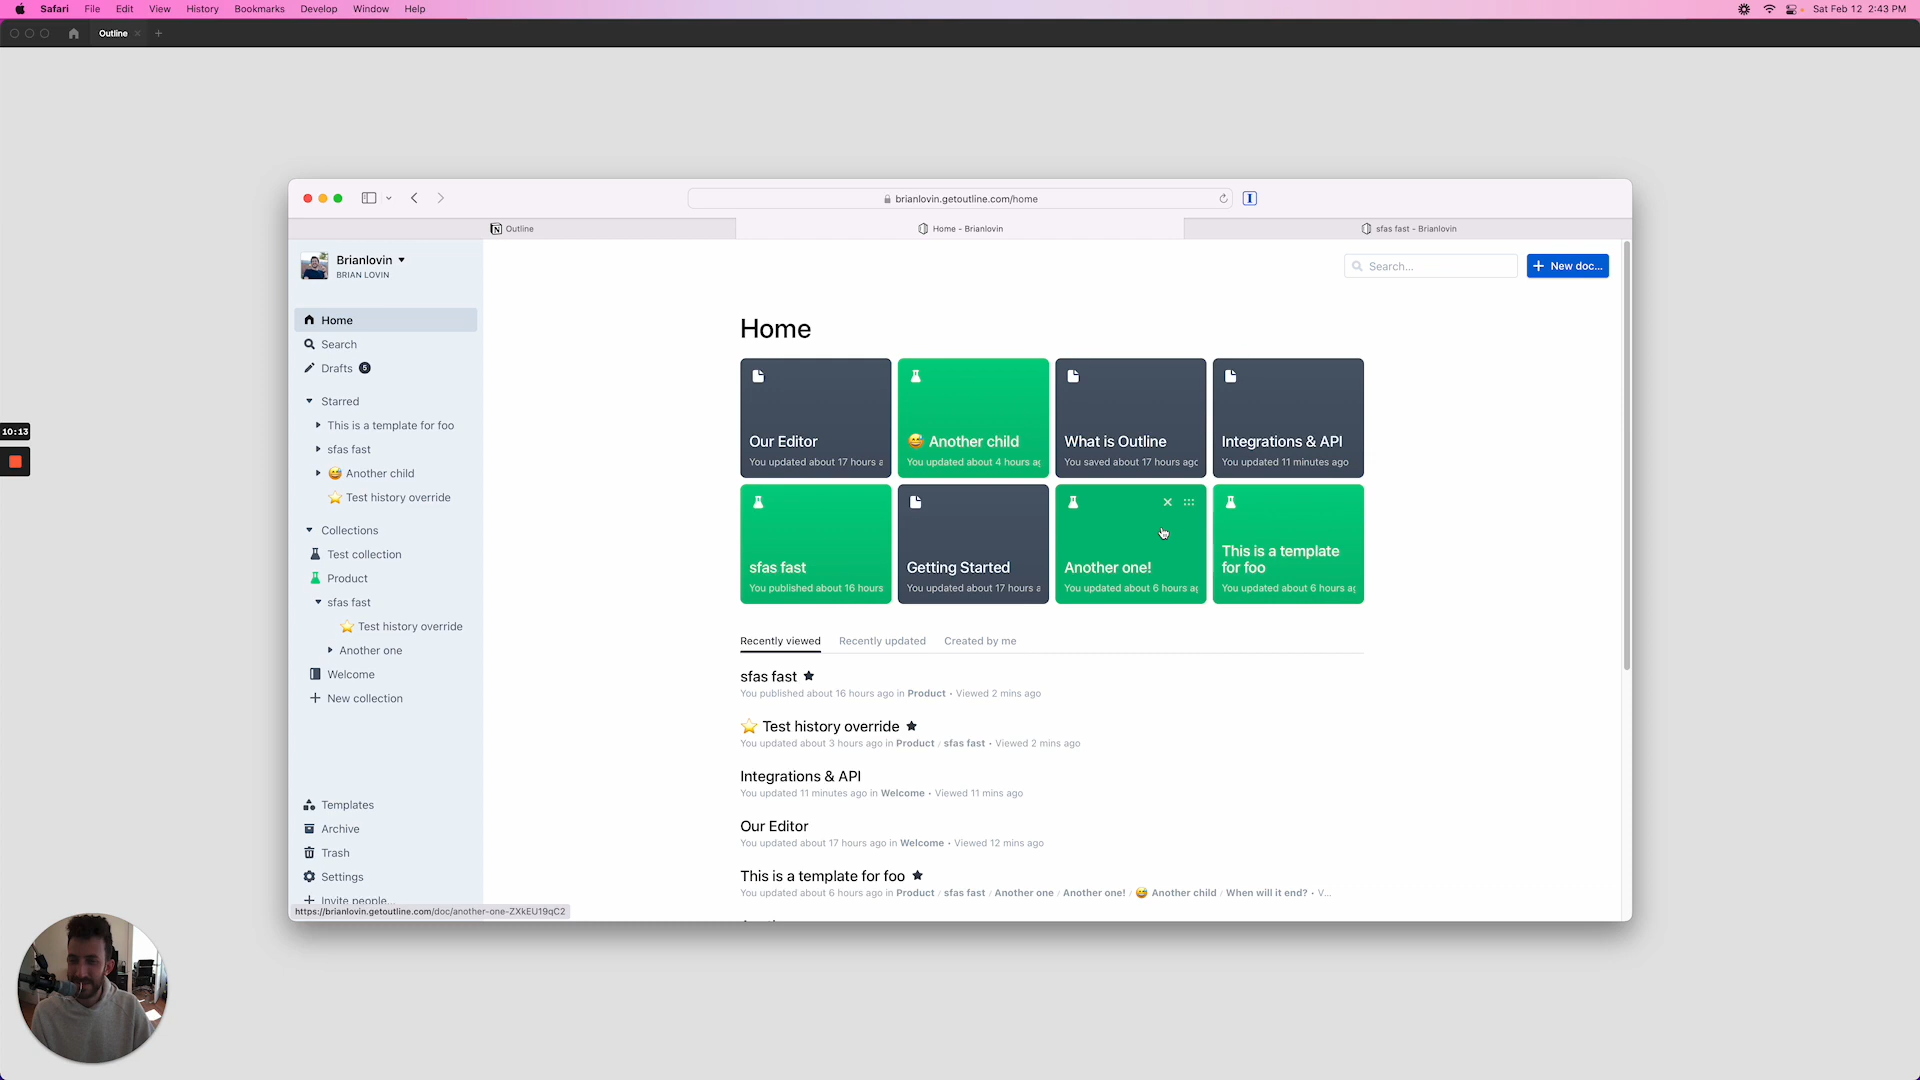 Safari File Edit View History Bookmarks Develop Window Help Sat Feb 12 2:43 PM
Outline
brianlovin.getoutline.com/home
Outline
Home - Brianlovin
sfas fast - Brianlovin
Brianlovin
BRIAN LOVIN
Search...
New doc...
Home
Search
Drafts 5
Starred
This is a template for foo
sfas fast
😅 Another child
⭐ Test history override
Collections
Test collection
Product
sfas fast
⭐ Test history override
Another one
Welcome
New collection
Templates
Archive
Trash
Settings
Invite people...
https://brianlovin.getoutline.com/doc/another-one-ZXkEU19qC2
10:13
Home
Our Editor
You updated about 17 hours a
😅 Another child
You updated about 4 hours ag
What is Outline
You saved about 17 hours ago
Integrations & API
You updated 11 minutes ago
sfas fast
You published about 16 hours
Getting Started
You updated about 17 hours a
Another one!
You updated about 6 hours ag
This is a template
for foo
You updated about 6 hours ag
Recently viewed Recently updated Created by me
sfas fast
You published about 16 hours ago in Product • Viewed 2 mins ago
⭐ Test history override
You updated about 3 hours ago in Product / sfas fast • Viewed 2 mins ago
Integrations & API
You updated 11 minutes ago in Welcome • Viewed 11 mins ago
Our Editor
You updated about 17 hours ago in Welcome • Viewed 12 mins ago
This is a template for foo
You updated about 6 hours ago in Product / sfas fast / Another one / Another one! / 😅 Another child / When will it end? • V...